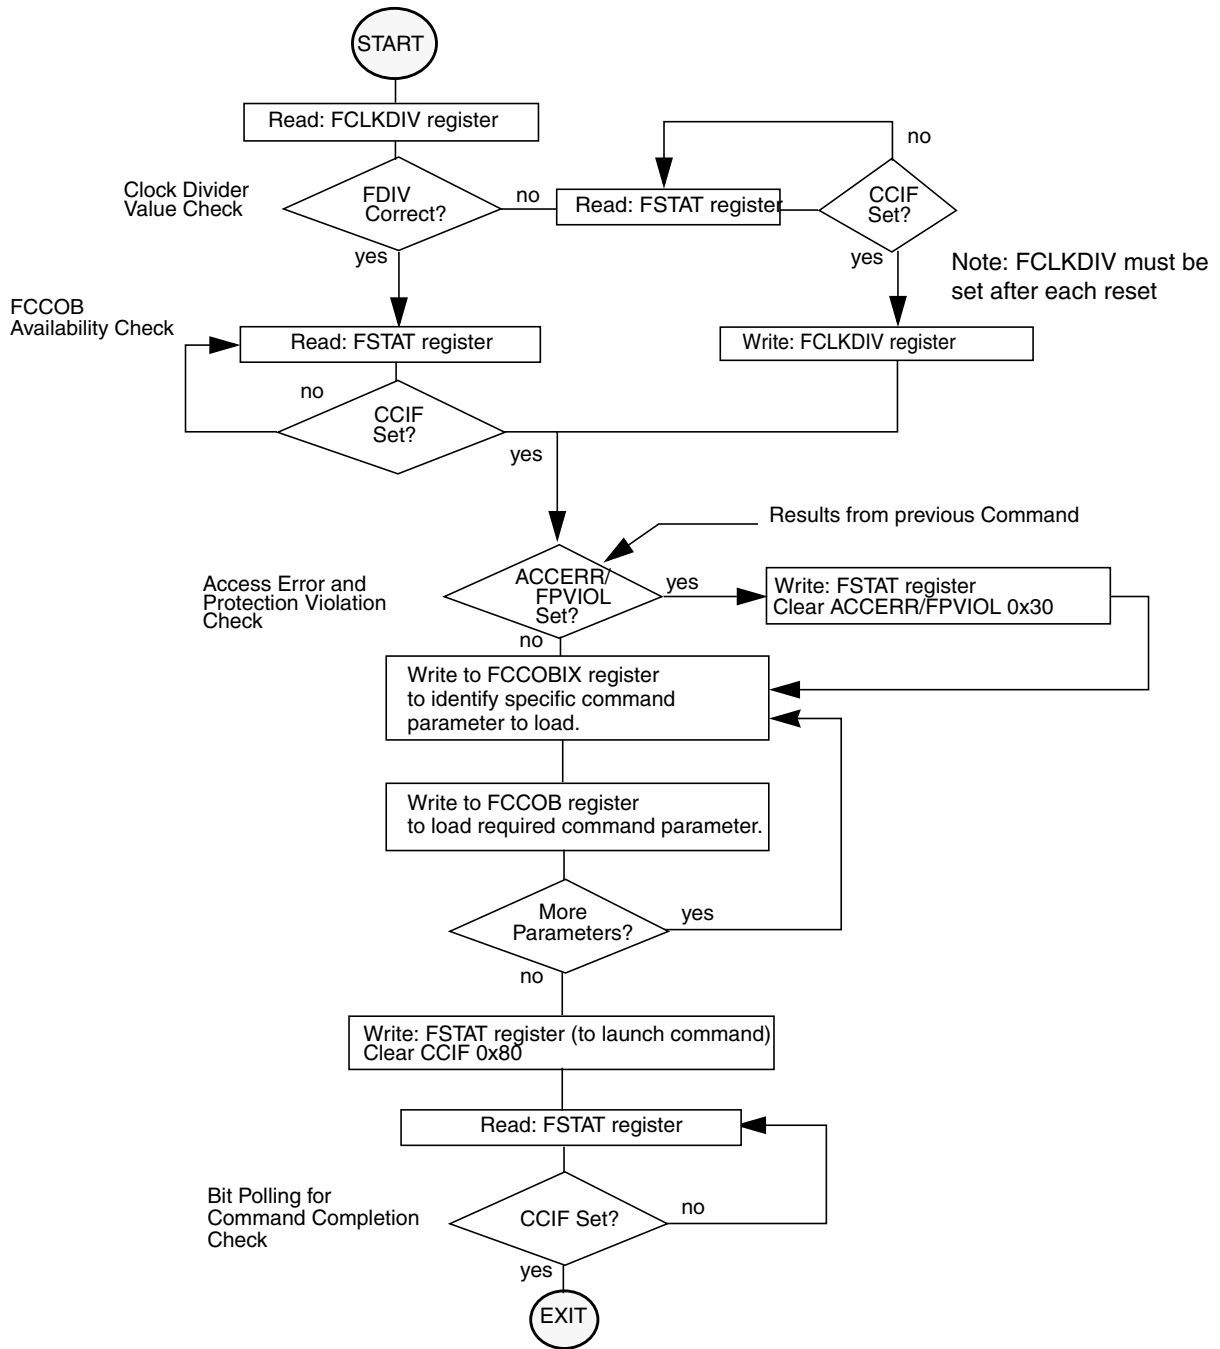 START
Read: FCLKDIV register
no
Clock Divider
Value Check
FDIV
Correct?
no
Read: FSTAT register
CCIF
Set?
yes
yes
Note: FCLKDIV must be
set after each reset
FCCOB
Availability Check
Read: FSTAT register
Write: FCLKDIV register
no
CCIF
Set?
yes
Results from previous Command
Access Error and
Protection Violation
Check
ACCERR/
FPVIOL
Set?
yes
Write: FSTAT register
Clear ACCERR/FPVIOL 0x30
no
Write to FCCOBIX register
to identify specific command
parameter to load.
Write to FCCOB register
to load required command parameter.
More
Parameters?
yes
no
Write: FSTAT register (to launch command)
Clear CCIF 0x80
Read: FSTAT register
Bit Polling for
Command Completion
Check
CCIF Set?
no
yes
EXIT